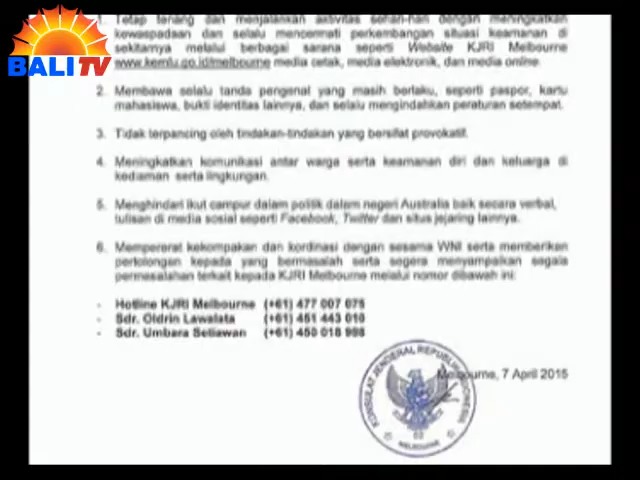 BALI TV
1. Tetap tenang dan menjalankan aktivitas sehari-hari dengan meningkatkan
kewaspadaan dan selalu mencermati perkembangan situasi keamanan di
sekitarnya melalui berbagai sarana seperti Website KJRI Melbourne
www.kemlu.go.id/melbourne media cetak, media elektronik, dan media online.
2. Membawa selalu tanda pengenal yang masih berlaku, seperti paspor, kartu
mahasiswa, bukti identitas lainnya, dan selalu mengindahkan peraturan setempat.
3. Tidak terpancing oleh tindakan-tindakan yang bersifat provokatif.
4. Meningkatkan komunikasi antar warga serta keamanan diri dan keluarga di
kediaman serta lingkungan.
5. Menghindari ikut campur dalam politik dalam negeri Australia baik secara verbal,
tulisan di media sosial seperti Facebook, Twitter dan situs jejaring lainnya.
6. Mempererat kekompakan dan kordinasi dengan sesama WNI serta memberikan
pertolongan kepada yang bermasalah serta segera menyampaikan segala
permasalahan terkait kepada KJRI Melbourne melalui nomor dibawah ini:
- Hotline KJRI Melbourne (+61) 477 007 075
- Sdr. Oldrin Lawalata (+61) 451 443 010
- Sdr. Umbara Setiawan (+61) 450 018 998
Melbourne, 7 April 2015
KONSULAT JENDERAL REPUBLIK INDONESIA
MELBOURNE